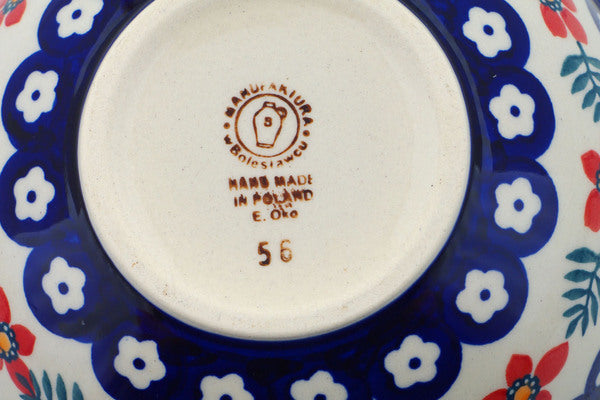 MANUFAKTURA
S
w Bolesławcu
HAND MADE
IN POLAND
E. Oko
56